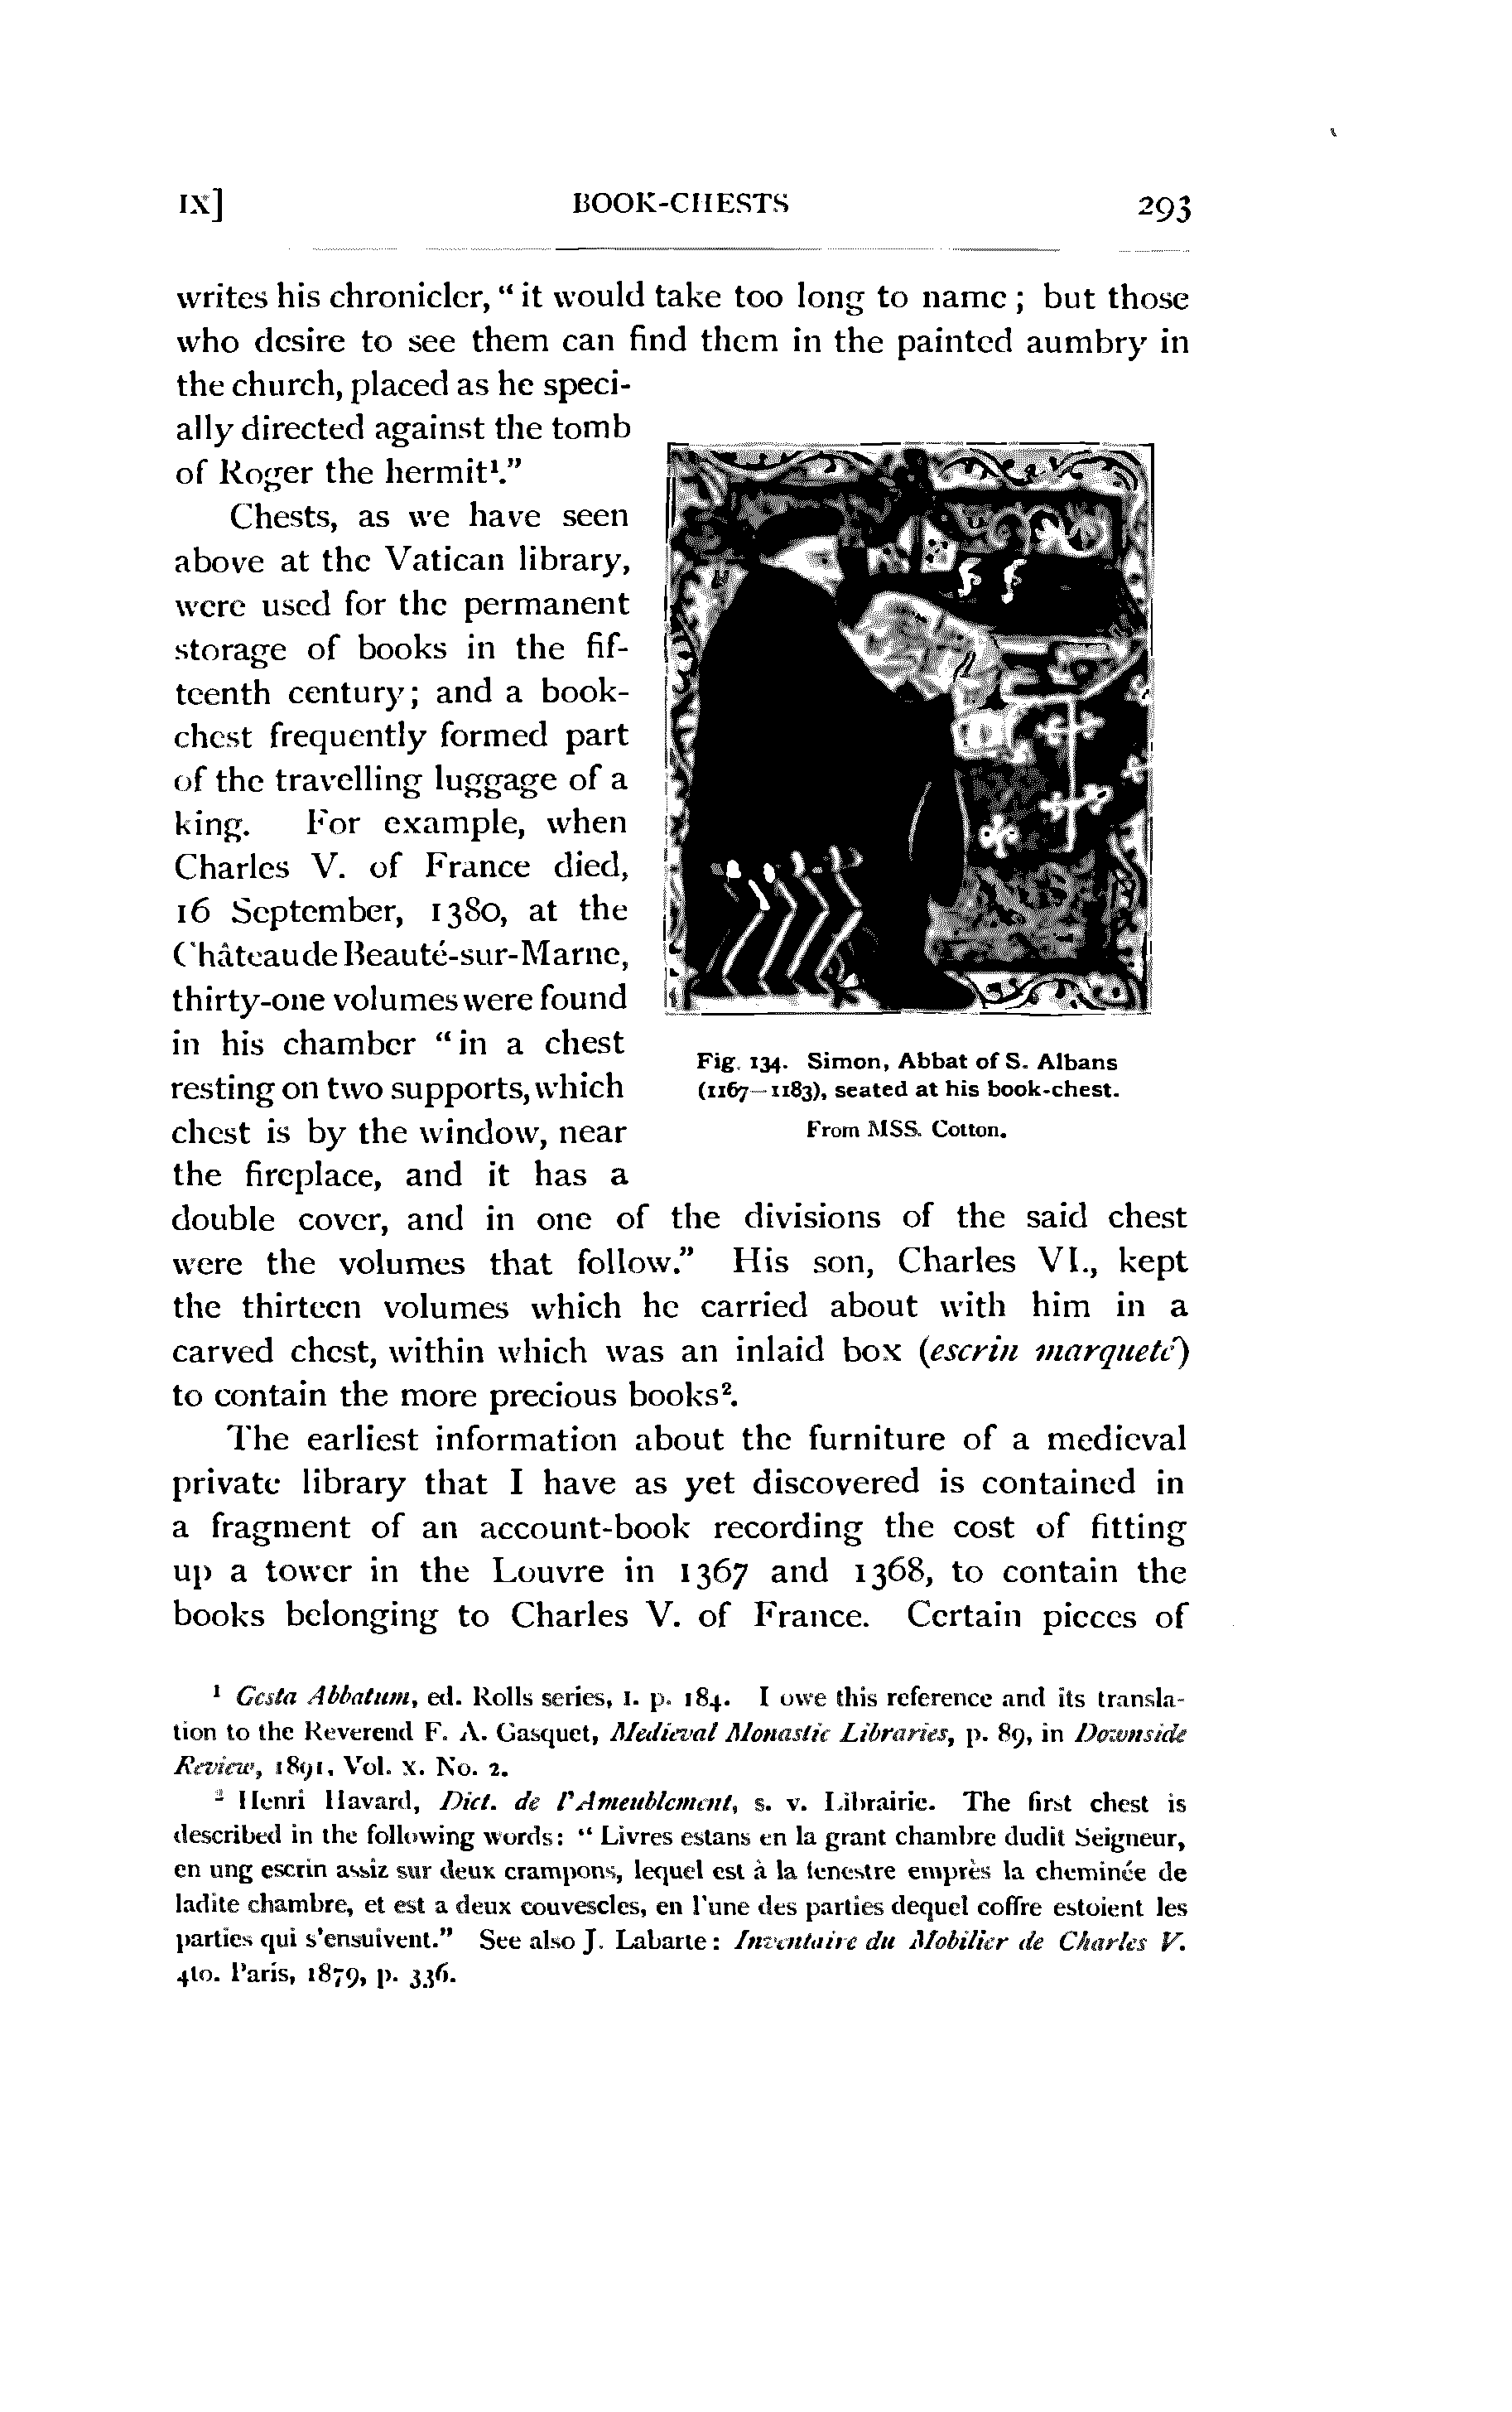 IX] BOOK-CHESTS 293
writes his chronicler, “ it would take too long to name ; but those
who desire to see them can find them in the painted aumbry in
the church, placed as he speci-
ally directed against the tomb
of Roger the hermit¹.”
Chests, as we have seen
above at the Vatican library,
were used for the permanent
storage of books in the fif-
teenth century; and a book-
chest frequently formed part
of the travelling luggage of a
king. For example, when
Charles V. of France died,
16 September, 1380, at the
Château de Beauté-sur-Marne,
thirty-one volumes were found
in his chamber “in a chest
resting on two supports, which
chest is by the window, near
the fireplace, and it has a
double cover, and in one of the divisions of the said chest
were the volumes that follow.” His son, Charles VI., kept
the thirteen volumes which he carried about with him in a
carved chest, within which was an inlaid box (escrin marqueté)
to contain the more precious books².
Fig. 134. Simon, Abbat of S. Albans
(1167—1183), seated at his book-chest.
From MSS. Cotton.
The earliest information about the furniture of a medieval
private library that I have as yet discovered is contained in
a fragment of an account-book recording the cost of fitting
up a tower in the Louvre in 1367 and 1368, to contain the
books belonging to Charles V. of France. Certain pieces of
¹ Gesta Abbatum, ed. Rolls series, I. p. 184. I owe this reference and its transla-
tion to the Reverend F. A. Gasquet, Medieval Monastic Libraries, p. 89, in Downside
Review, 1891, Vol. X. No. 2.
² Henri Havard, Dict. de l'Ameublement, s. v. Librairie. The first chest is
described in the following words: “ Livres estans en la grant chambre dudit Seigneur,
en ung escrin assiz sur deux crampons, lequel est à la fenestre emprès la cheminée de
ladite chambre, et est a deux couvescles, en l'une des parties dequel coffre estoient les
parties qui s'ensuivent.” See also J. Labarte : Inventaire du Mobilier de Charles V.
4to. Paris, 1879, p. 336.